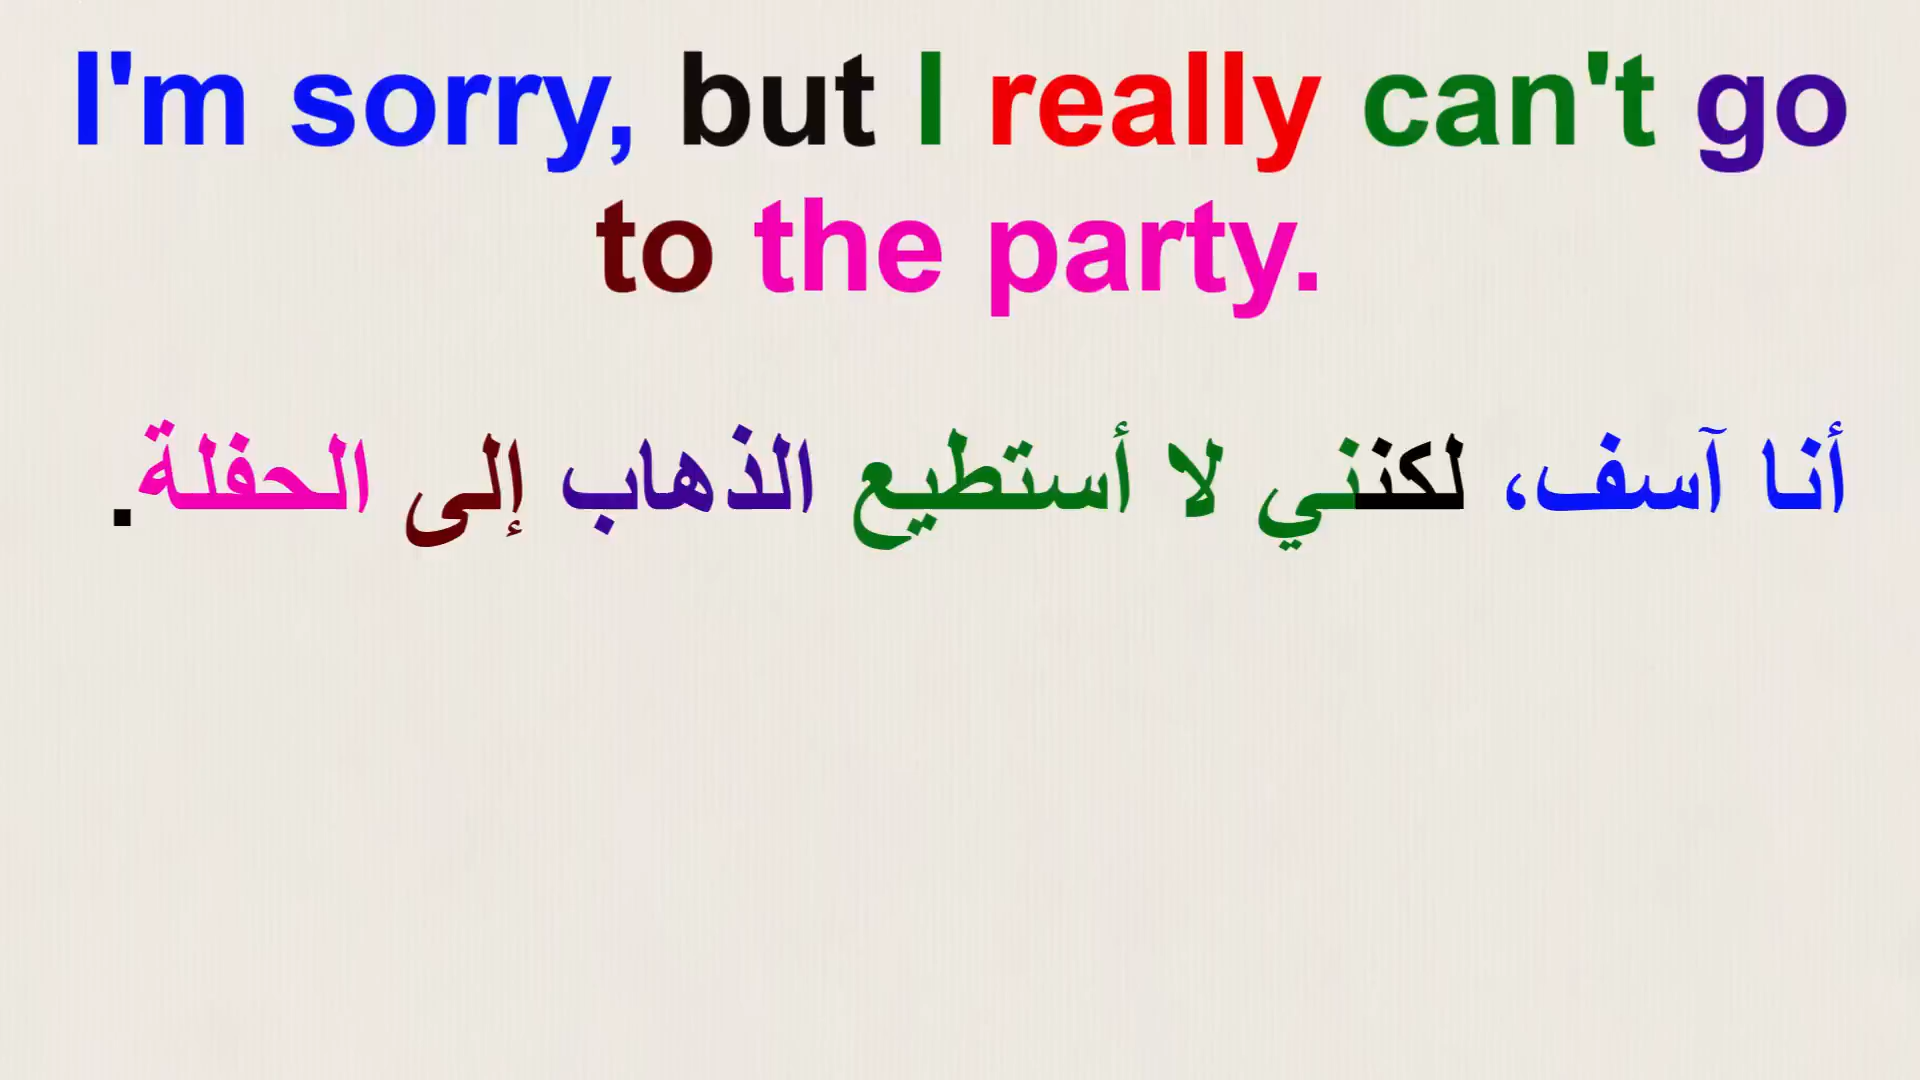 I'm sorry, but I really can't go
to the party.
أنا آسف، لكنني لا أستطيع الذهاب إلى الحفلة.